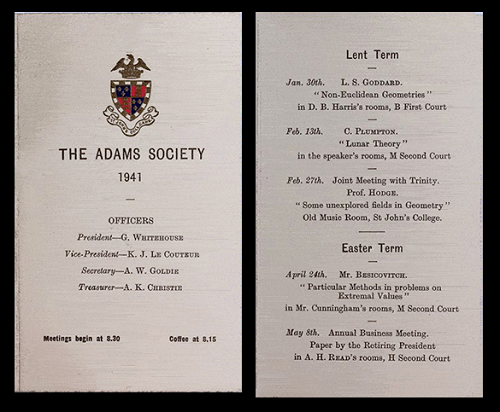 THE ADAMS SOCIETY
1941
OFFICERS
President—G. Whitehouse
Vice-President—K. J. Le Couteur
Secretary—A. W. Goldie
Treasurer—A. K. Christie
Meetings begin at 8.30 Coffee at 8.15
Lent Term
Jan. 30th. L. S. Goddard.
"Non-Euclidean Geometries"
in D. B. Harris's rooms, B First Court
Feb. 13th. C. Plumpton.
"Lunar Theory"
in the speaker's rooms, M Second Court
Feb. 27th. Joint Meeting with Trinity.
Prof. Hodge.
"Some unexplored fields in Geometry"
Old Music Room, St John's College.
Easter Term
April 24th. Mr. Besicovitch.
"Particular Methods in problems on
Extremal Values"
in Mr. Cunningham's rooms, M Second Court
May 8th. Annual Business Meeting.
Paper by the Retiring President
in A. H. Read's rooms, H Second Court